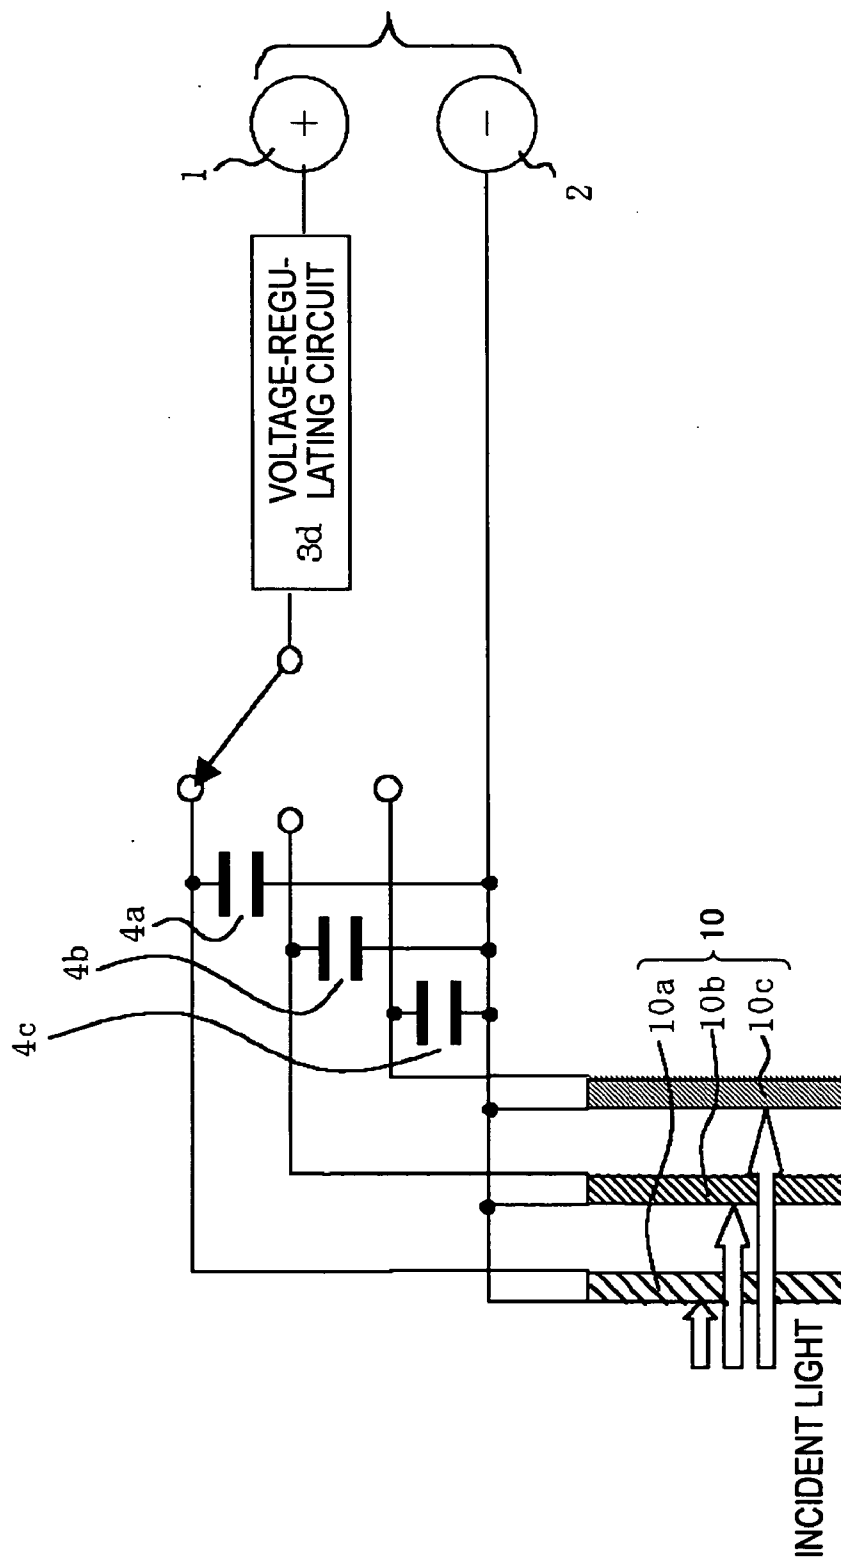 1
+
-
2
VOLTAGE-REGU-
LATING CIRCUIT
3d
4a
4b
4c
10
10a
10b
10c
INCIDENT LIGHT